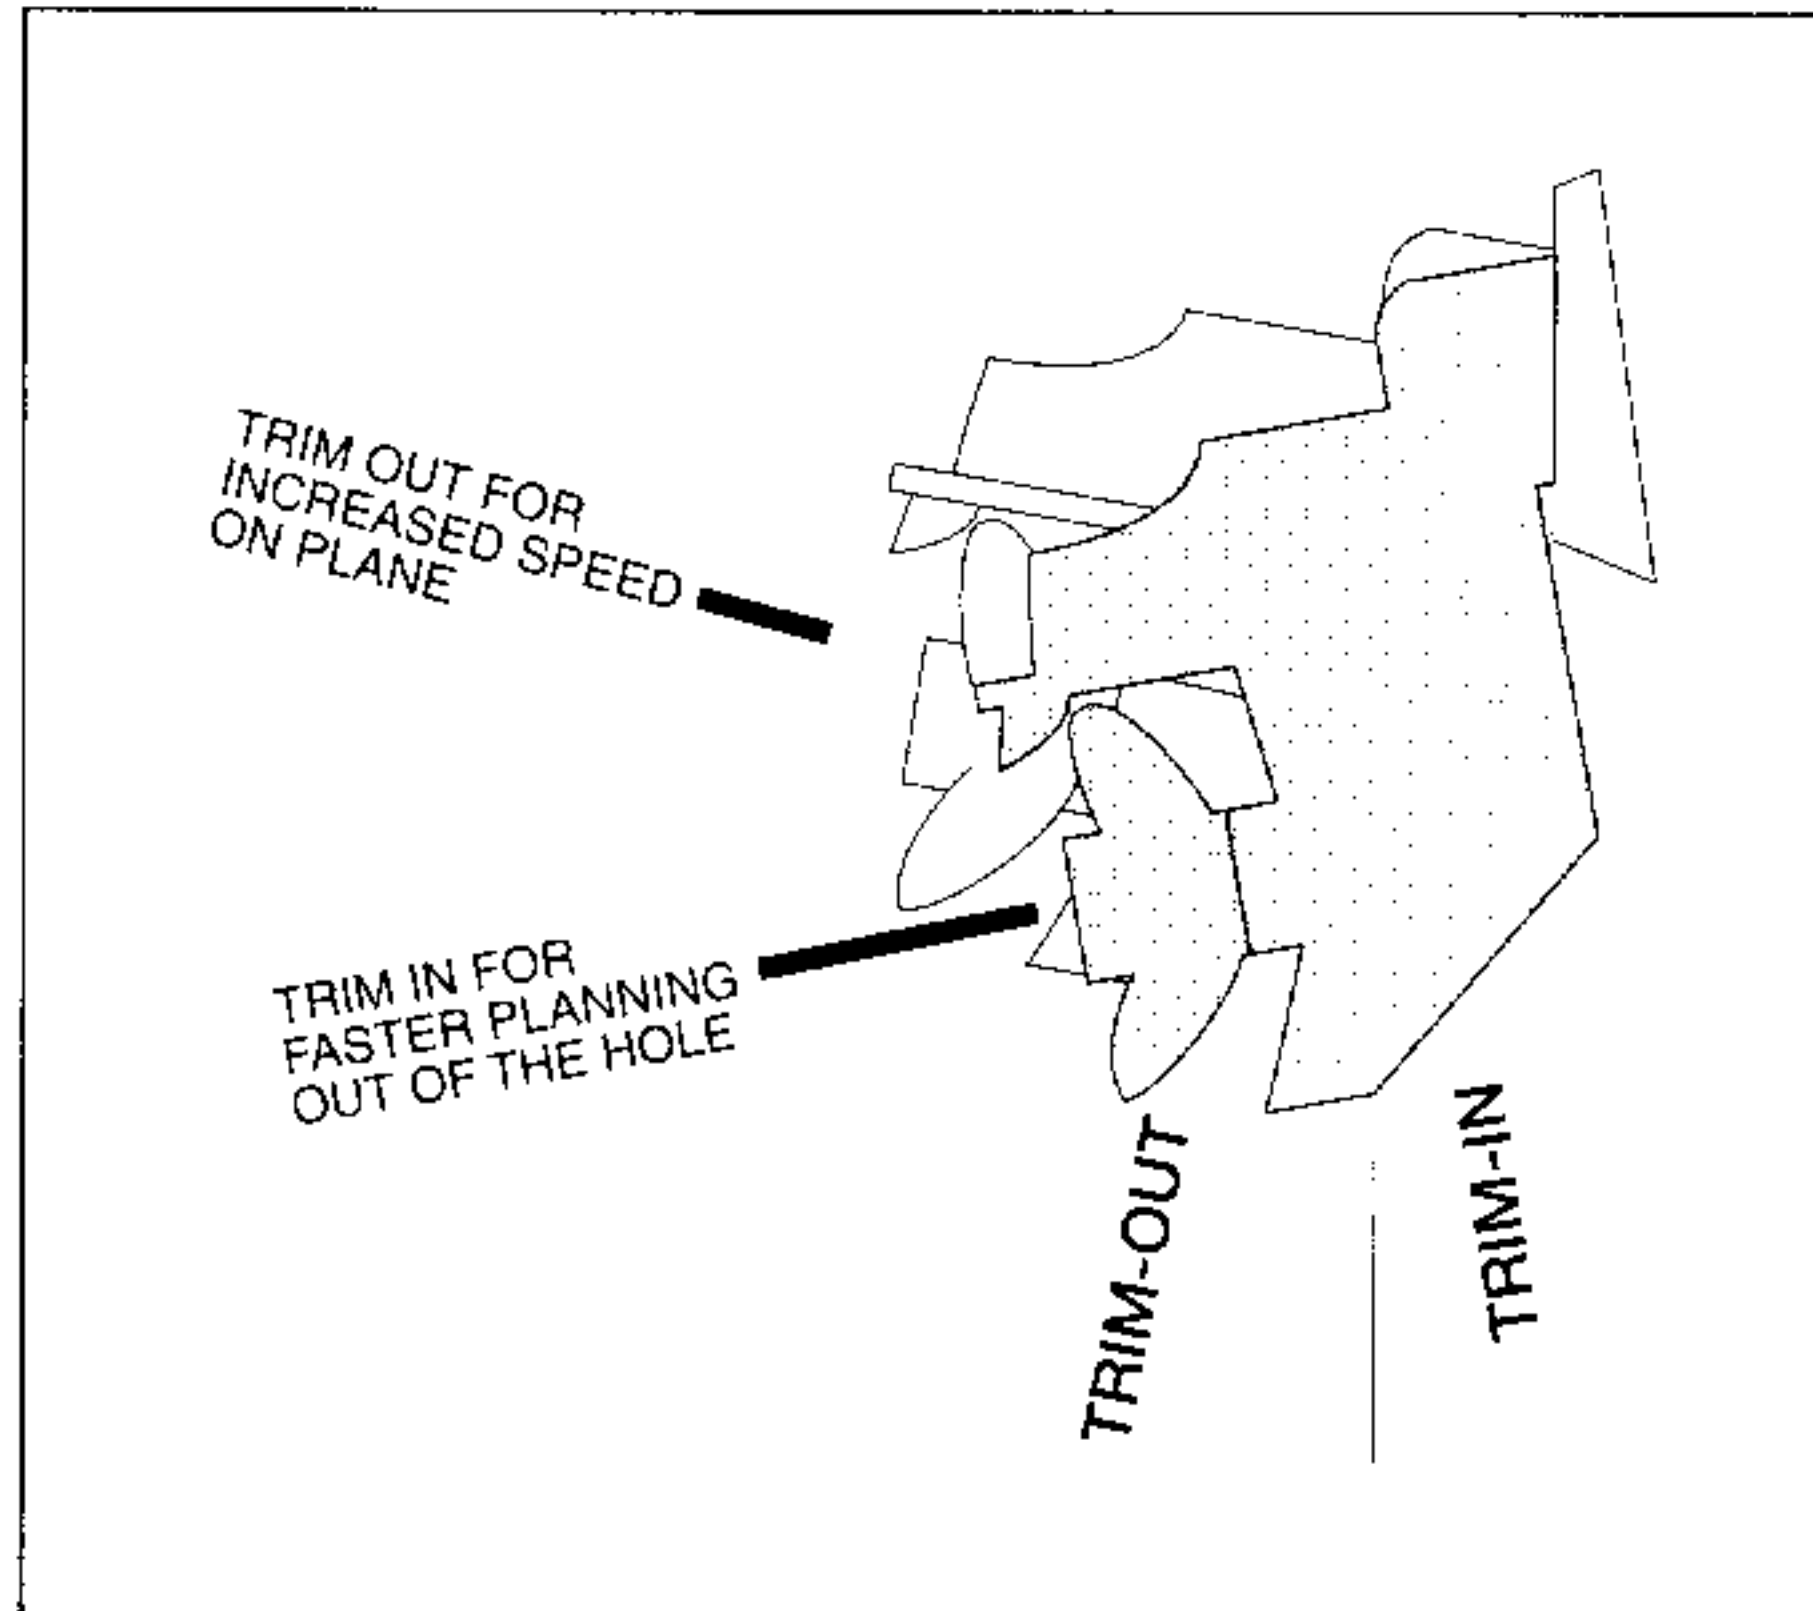 TRIM OUT FOR
INCREASED SPEED
ON PLANE
TRIM IN FOR
FASTER PLANNING
OUT OF THE HOLE
TRIM-OUT
TRIM-IN